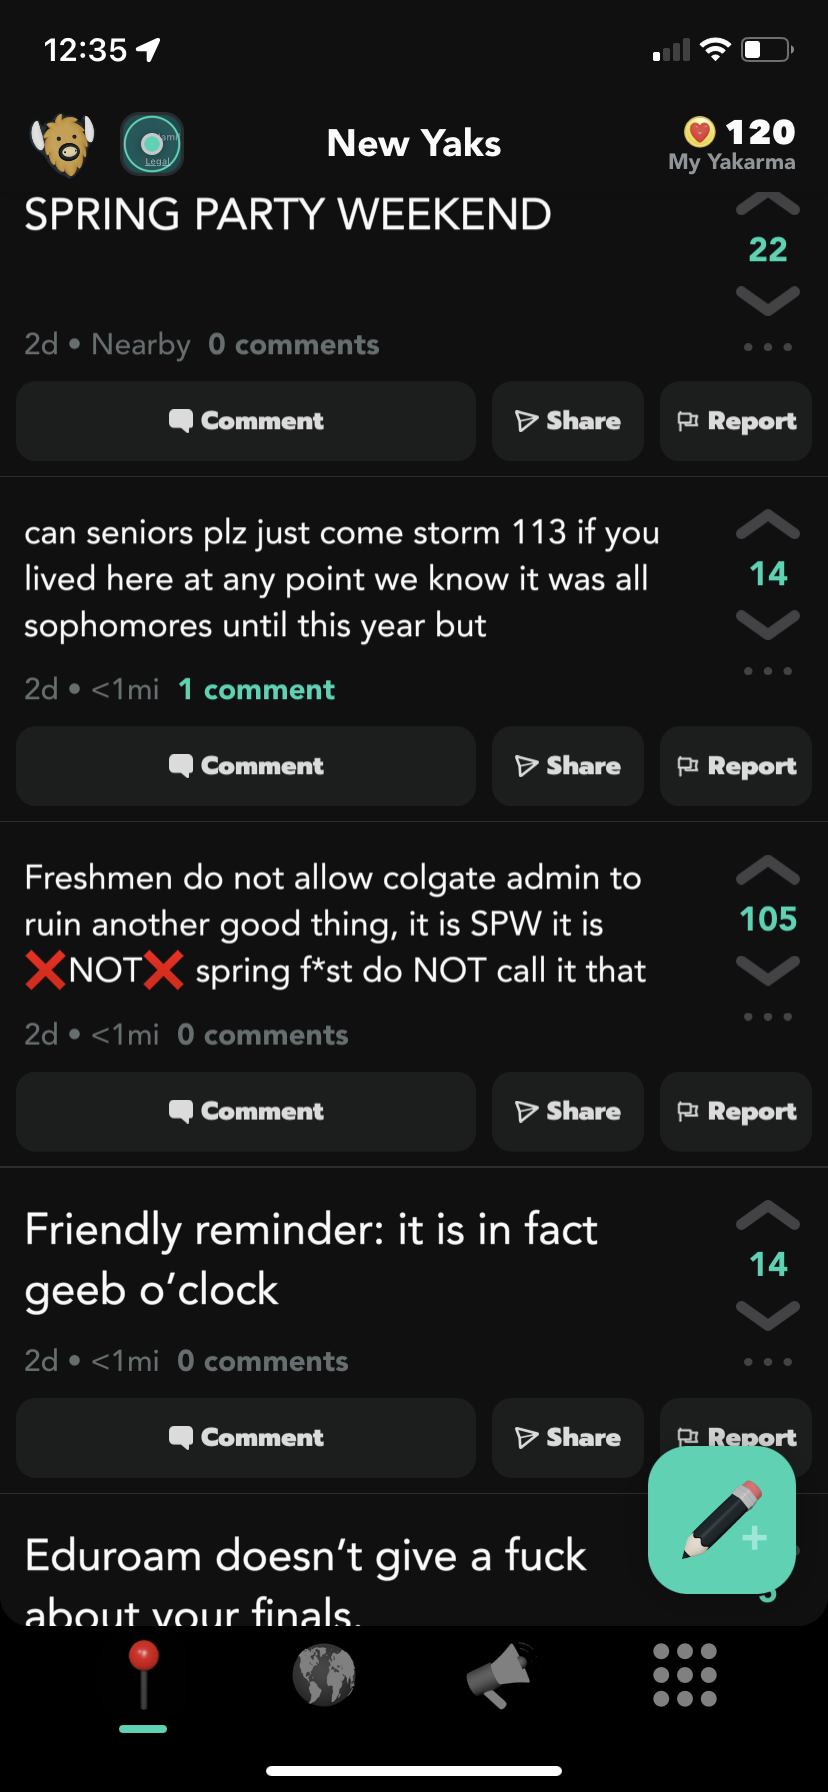 12:35
New Yaks
120
My Yakarma
Legal
SPRING PARTY WEEKEND
22
2d • Nearby 0 comments
Comment Share Report
can seniors plz just come storm 113 if you
lived here at any point we know it was all
sophomores until this year but
14
2d • <1mi 1 comment
Comment Share Report
Freshmen do not allow colgate admin to
ruin another good thing, it is SPW it is
❌NOT❌ spring f*st do NOT call it that
105
2d • <1mi 0 comments
Comment Share Report
Friendly reminder: it is in fact
geeb o’clock
14
2d • <1mi 0 comments
Comment Share Report
Eduroam doesn’t give a fuck
about your finals.